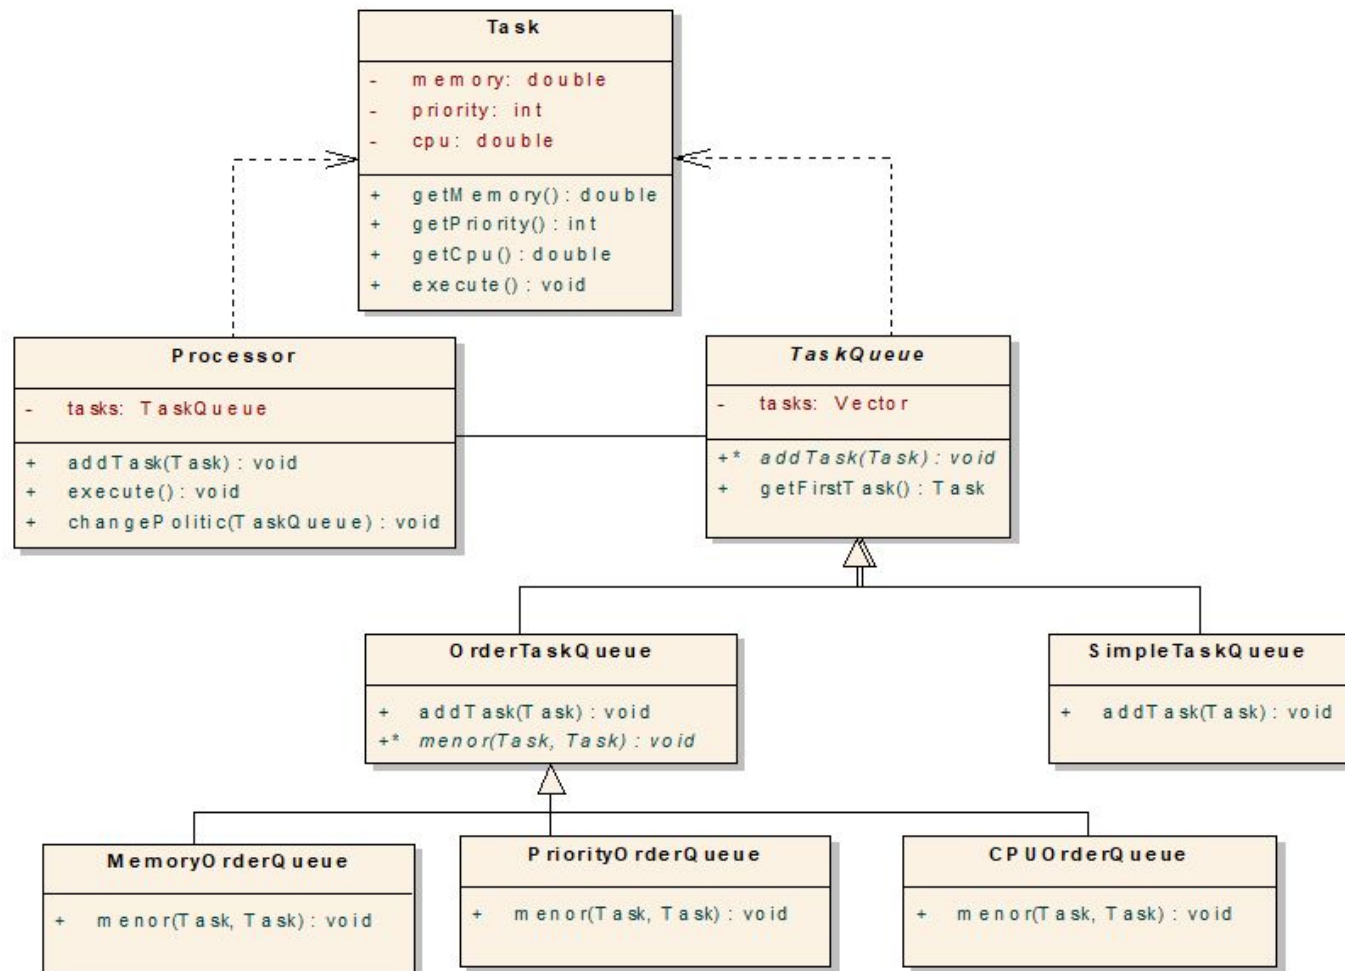 Task
- memory: double
- priority: int
- cpu: double
+ getMemory() : double
+ getPriority() : int
+ getCpu() : double
+ execute() : void
Processor
- tasks: TaskQueue
+ addTask(Task) : void
+ execute() : void
+ changePolitic(TaskQueue) : void
TaskQueue
- tasks: Vector
+* addTask(Task) : void
+ getFirstTask() : Task
OrderTaskQueue
+ addTask(Task) : void
+* menor(Task, Task) : void
SimpleTaskQueue
+ addTask(Task) : void
MemoryOrderQueue
+ menor(Task, Task) : void
PriorityOrderQueue
+ menor(Task, Task) : void
CPUOrderQueue
+ menor(Task, Task) : void